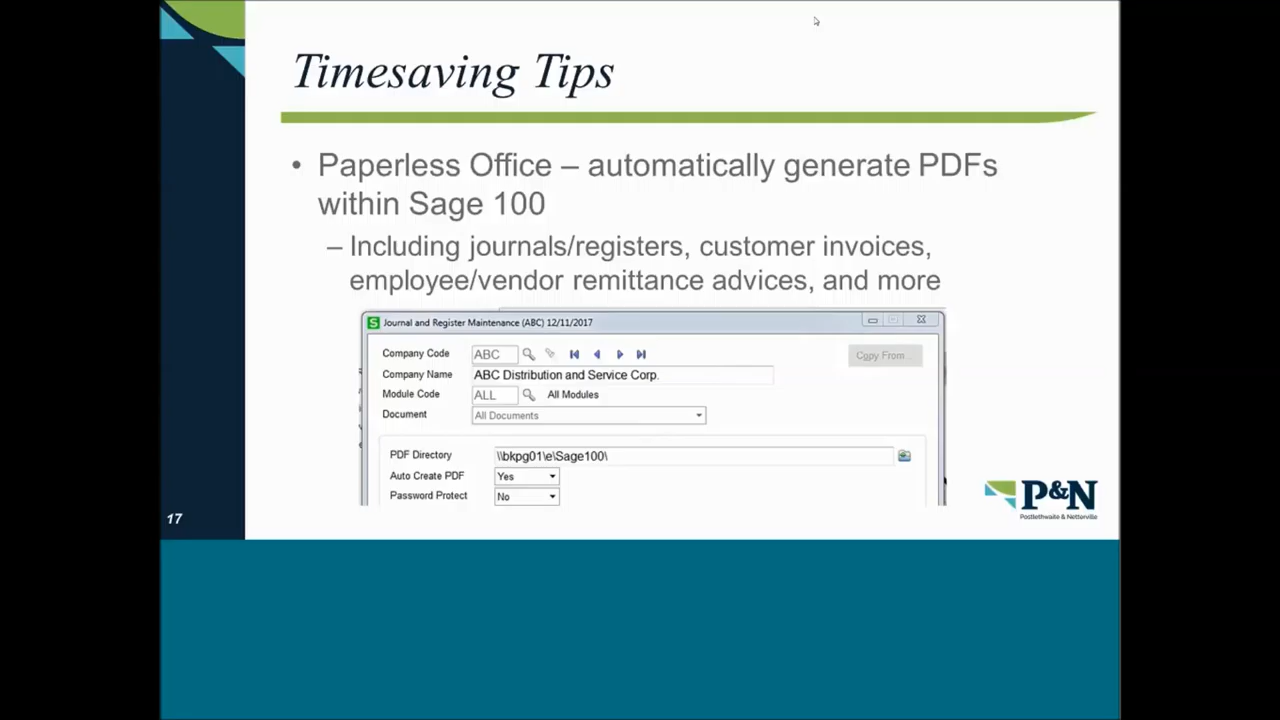 Timesaving Tips
• Paperless Office – automatically generate PDFs
within Sage 100
– Including journals/registers, customer invoices,
employee/vendor remittance advices, and more
S Journal and Register Maintenance (ABC) 12/11/2017
Company Code ABC Copy From...
Company Name ABC Distribution and Service Corp.
Module Code ALL All Modules
Document All Documents
PDF Directory \\bkpg01\e\Sage100\
Auto Create PDF Yes
Password Protect No
P&N
Postlethwaite & Netterville
17